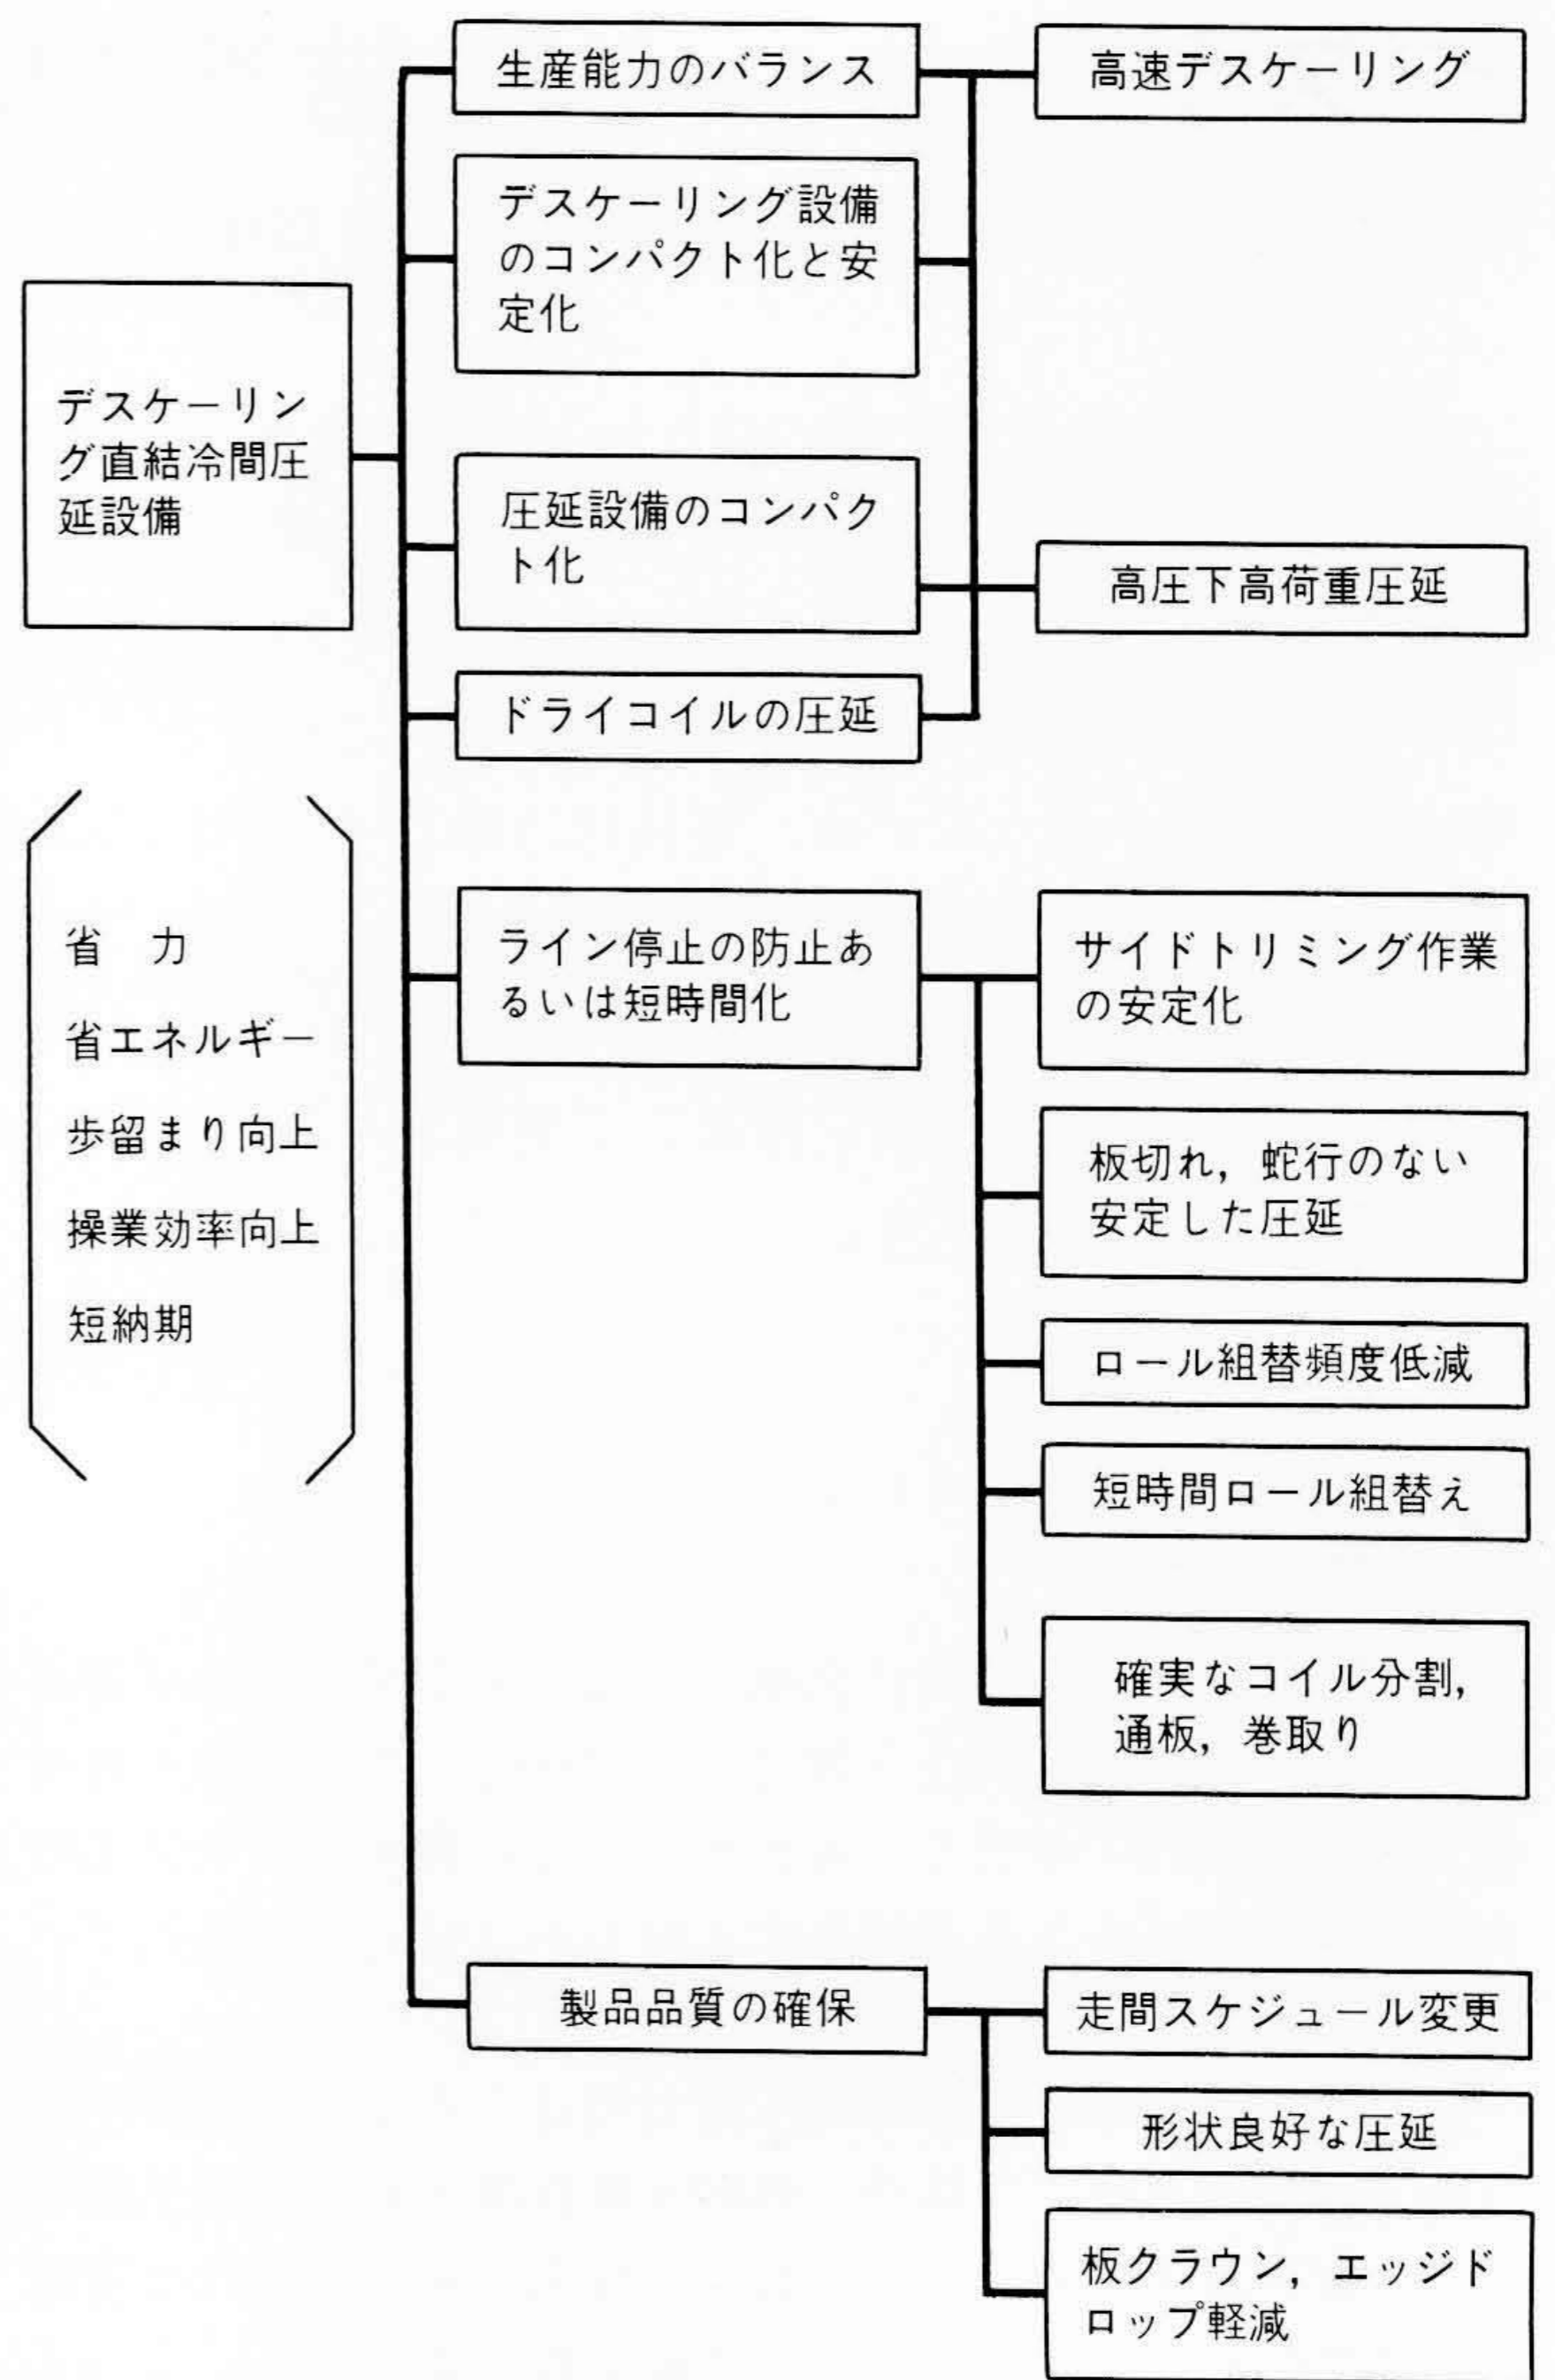 デスケーリン
グ直結冷間圧
延設備
省 力
省エネルギー
歩留まり向上
操業効率向上
短納期
生産能力のバランス
デスケーリング設備
のコンパクト化と安
定化
圧延設備のコンパク
ト化
ドライコイルの圧延
ライン停止の防止あ
るいは短時間化
製品品質の確保
高速デスケーリング
高圧下高荷重圧延
サイドトリミング作業
の安定化
板切れ，蛇行のない
安定した圧延
ロール組替頻度低減
短時間ロール組替え
確実なコイル分割，
通板，巻取り
走間スケジュール変更
形状良好な圧延
板クラウン，エッジド
ロップ軽減